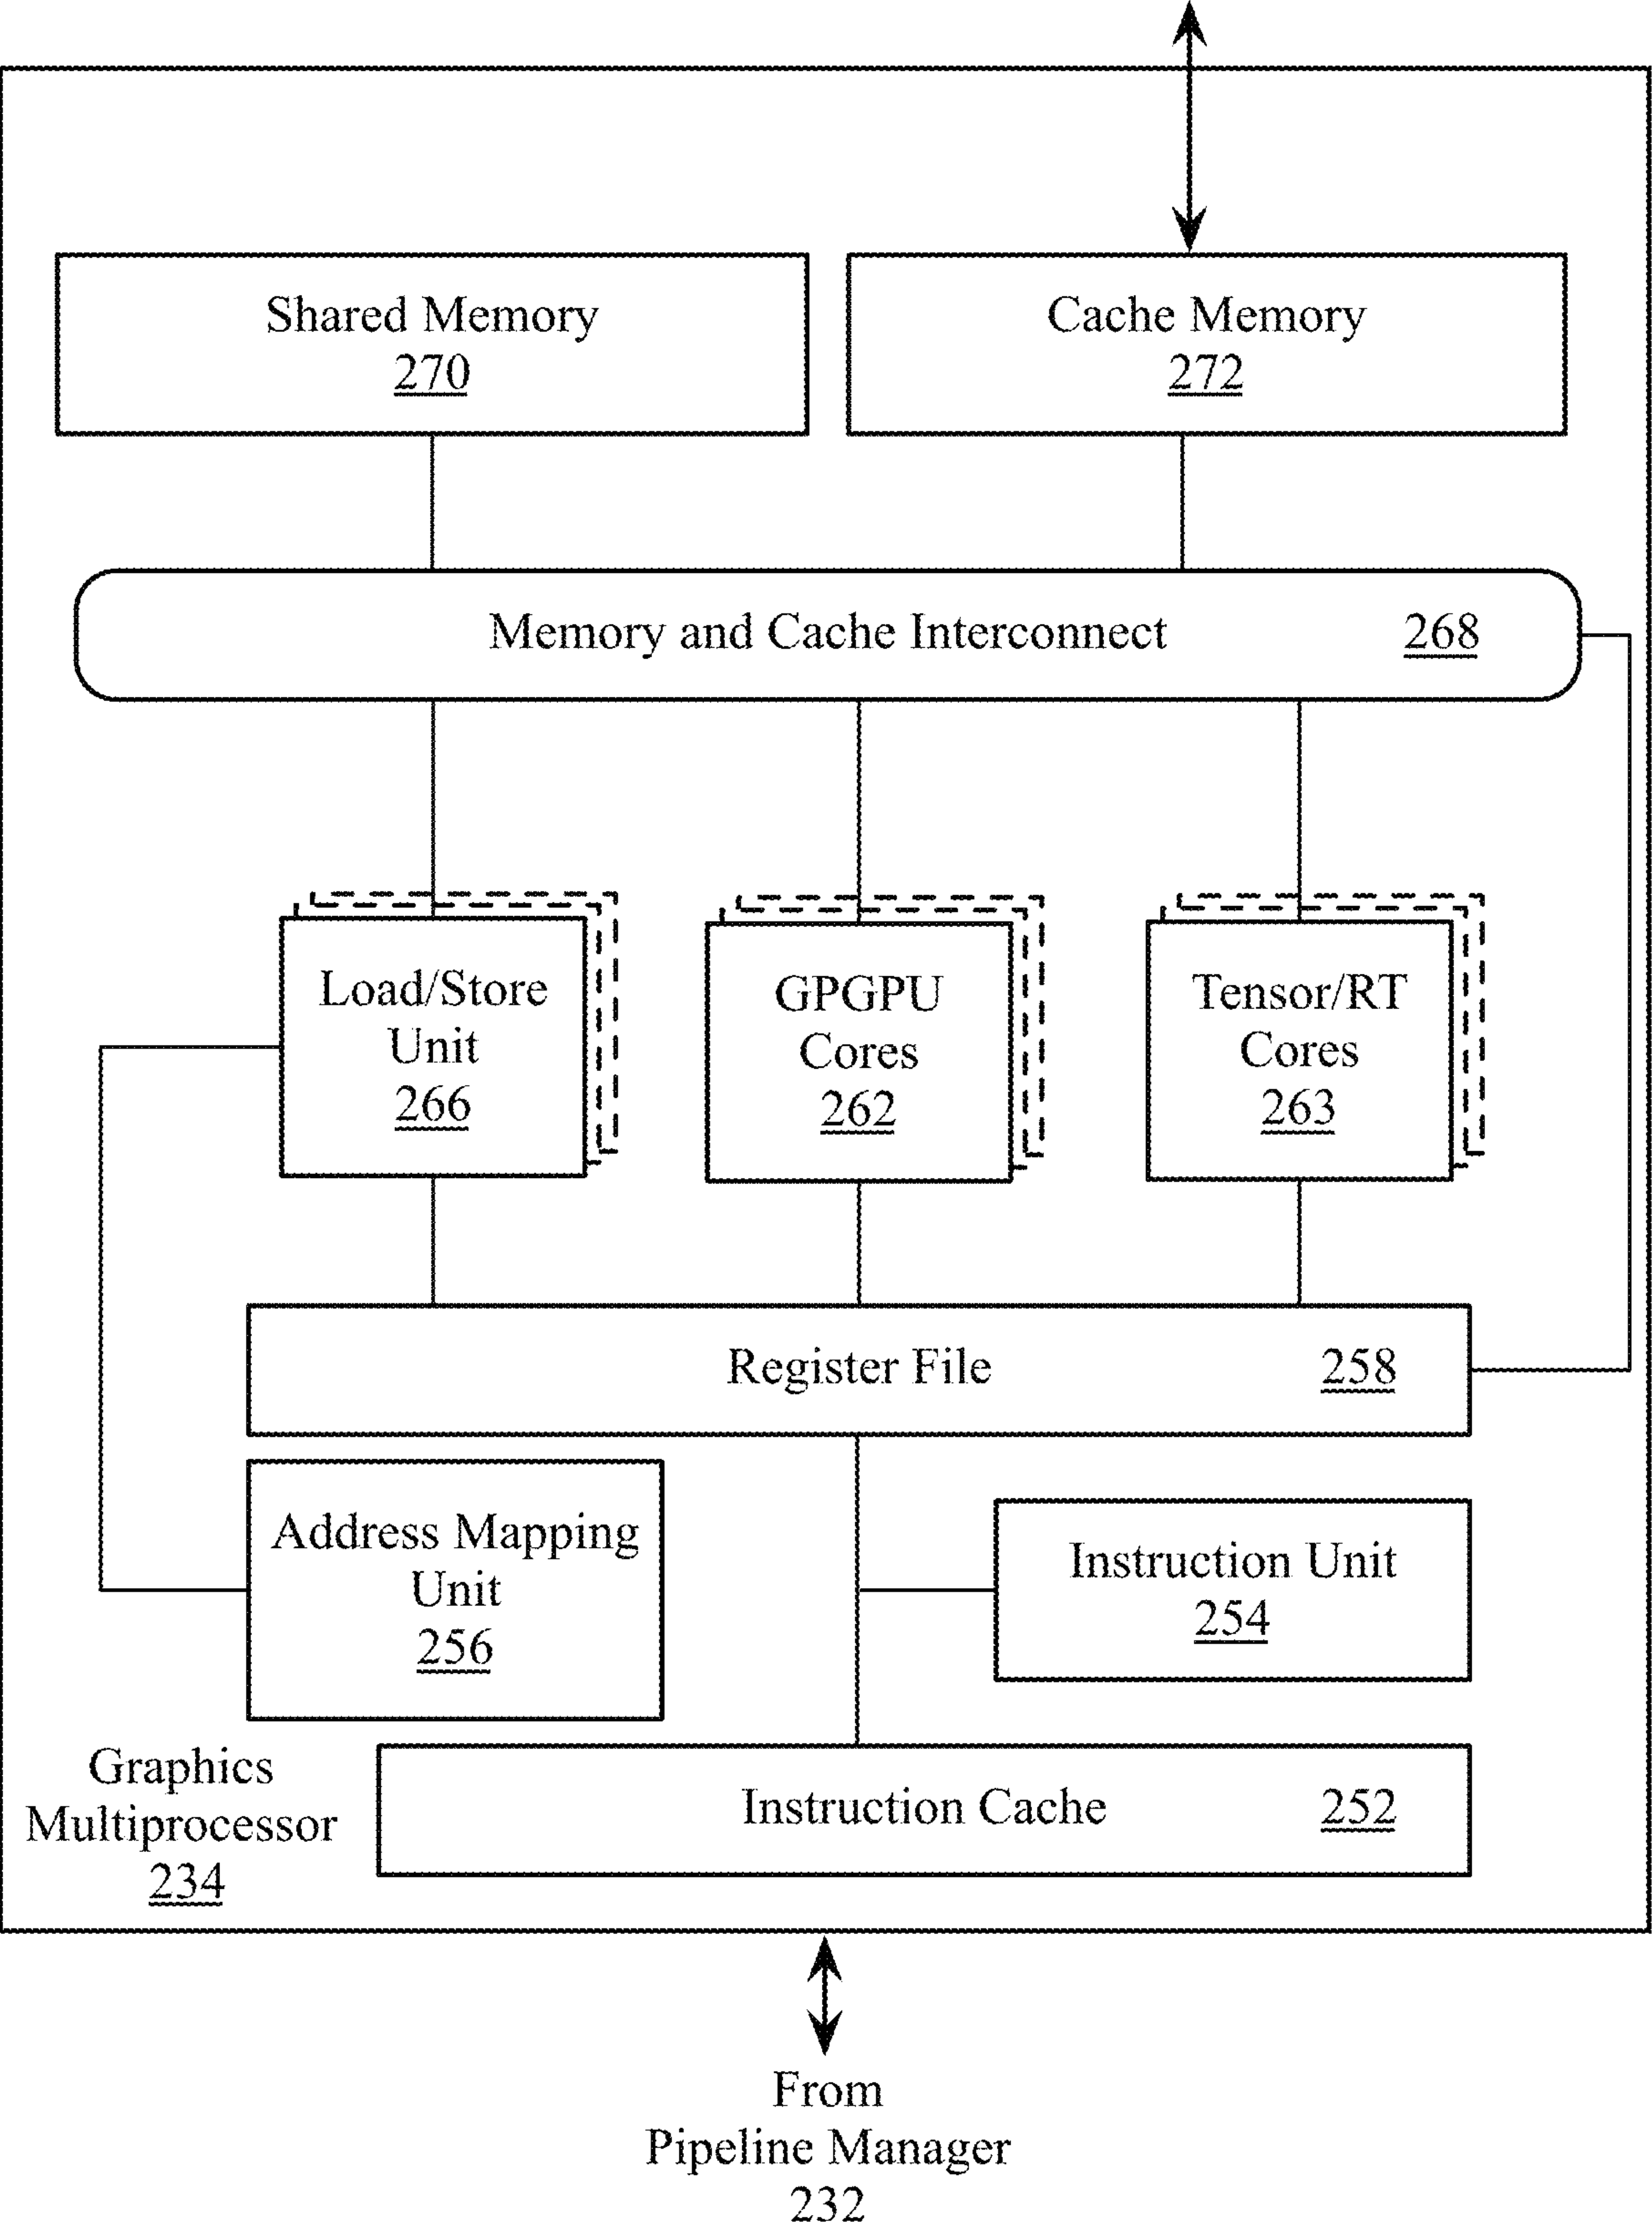 Shared Memory
270
Cache Memory
272
Memory and Cache Interconnect 268
Load/Store
Unit
266
GPGPU
Cores
262
Tensor/RT
Cores
263
Register File 258
Address Mapping
Unit
256
Instruction Unit
254
Graphics
Multiprocessor
234
Instruction Cache 252
From
Pipeline Manager
232